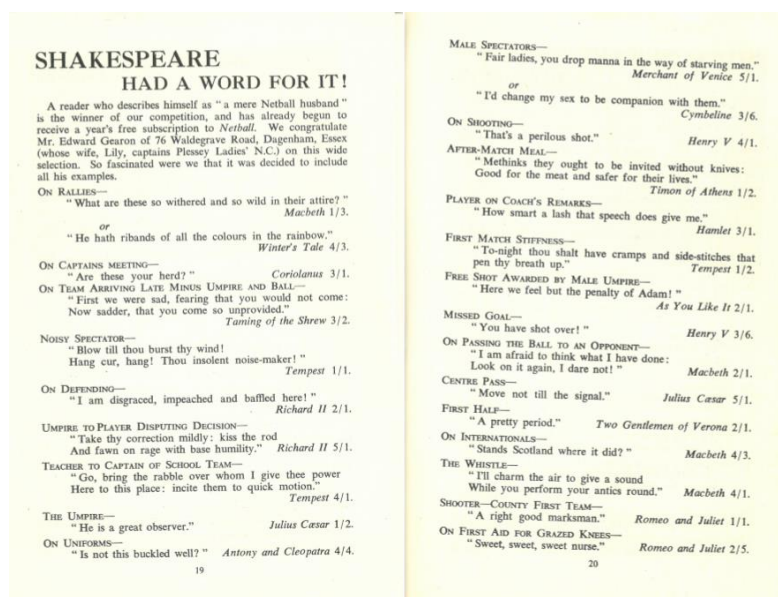 SHAKESPEARE
HAD A WORD FOR IT!
A reader who describes himself as "a mere Netball husband"
is the winner of our competition, and has already begun to
receive a year's free subscription to Netball. We congratulate
Mr. Edward Gearon of 76 Waldegrave Road, Dagenham, Essex
(whose wife, Lily, captains Plessey Ladies' N.C.) on this wide
selection. So fascinated were we that it was decided to include
all his examples.
ON RALLIES—
"What are these so withered and so wild in their attire?"
Macbeth 1/3.
or
"He hath ribands of all the colours in the rainbow."
Winter's Tale 4/3.
ON CAPTAINS MEETING—
"Are these your herd?" Coriolanus 3/1.
ON TEAM ARRIVING LATE MINUS UMPIRE AND BALL—
"First we were sad, fearing that you would not come:
Now sadder, that you come so unprovided."
Taming of the Shrew 3/2.
NOISY SPECTATOR—
"Blow till thou burst thy wind!
Hang cur, hang! Thou insolent noise-maker!"
Tempest 1/1.
ON DEFENDING—
"I am disgraced, impeached and baffled here!"
Richard II 2/1.
UMPIRE TO PLAYER DISPUTING DECISION—
"Take thy correction mildly: kiss the rod
And fawn on rage with base humility." Richard II 5/1.
TEACHER TO CAPTAIN OF SCHOOL TEAM—
"Go, bring the rabble over whom I give thee power
Here to this place: incite them to quick motion."
Tempest 4/1.
THE UMPIRE—
"He is a great observer." Julius Cæsar 1/2.
ON UNIFORMS—
"Is not this buckled well?" Antony and Cleopatra 4/4.
19
MALE SPECTATORS—
"Fair ladies, you drop manna in the way of starving men."
Merchant of Venice 5/1.
or
"I'd change my sex to be companion with them."
Cymbeline 3/6.
ON SHOOTING—
"That's a perilous shot." Henry V 4/1.
AFTER-MATCH MEAL—
"Methinks they ought to be invited without knives:
Good for the meat and safer for their lives."
Timon of Athens 1/2.
PLAYER ON COACH'S REMARKS—
"How smart a lash that speech does give me."
Hamlet 3/1.
FIRST MATCH STIFFNESS—
"To-night thou shalt have cramps and side-stitches that
pen thy breath up." Tempest 1/2.
FREE SHOT AWARDED BY MALE UMPIRE—
"Here we feel but the penalty of Adam!"
As You Like It 2/1.
MISSED GOAL—
"You have shot over!" Henry V 3/6.
ON PASSING THE BALL TO AN OPPONENT—
"I am afraid to think what I have done:
Look on it again, I dare not!" Macbeth 2/1.
CENTRE PASS—
"Move not till the signal." Julius Cæsar 5/1.
FIRST HALF—
"A pretty period." Two Gentlemen of Verona 2/1.
ON INTERNATIONALS—
"Stands Scotland where it did?" Macbeth 4/3.
THE WHISTLE—
"I'll charm the air to give a sound
While you perform your antics round." Macbeth 4/1.
SHOOTER—COUNTY FIRST TEAM—
"A right good marksman." Romeo and Juliet 1/1.
ON FIRST AID FOR GRAZED KNEES—
"Sweet, sweet, sweet nurse." Romeo and Juliet 2/5.
20